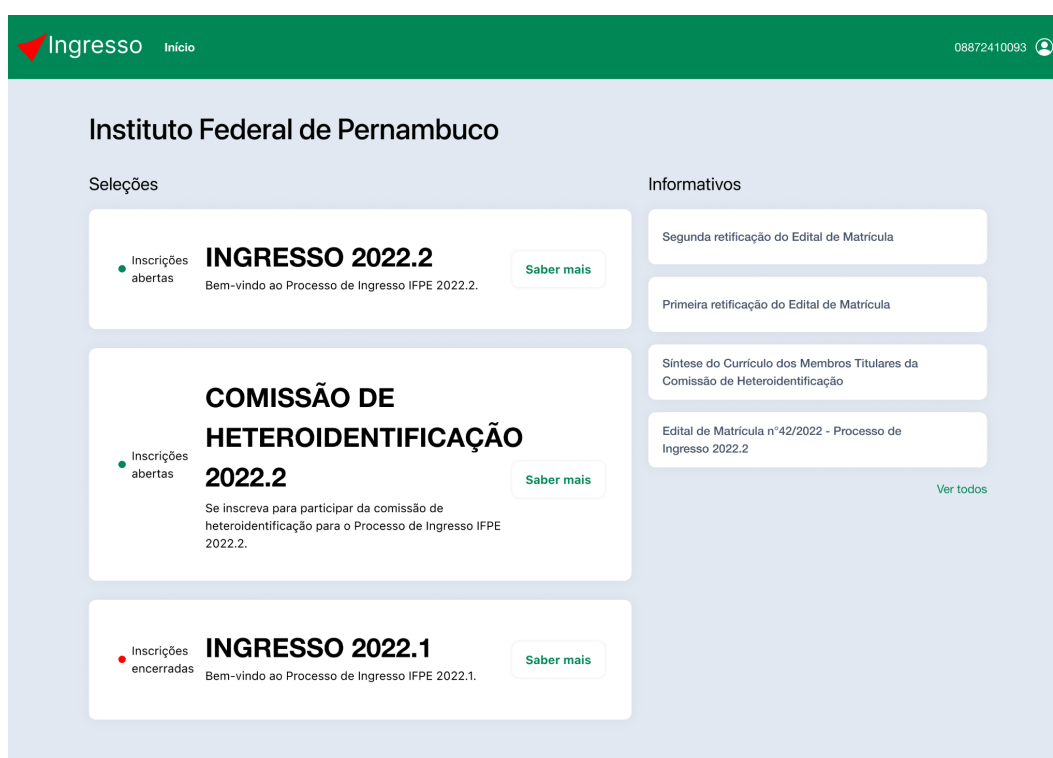 Ingresso
Início
08872410093
Instituto Federal de Pernambuco
Seleções
Inscrições
abertas
INGRESSO 2022.2
Bem-vindo ao Processo de Ingresso IFPE 2022.2.
Saber mais
Inscrições
abertas
COMISSÃO DE
HETEROIDENTIFICAÇÃO
2022.2
Se inscreva para participar da comissão de
heteroidentificação para o Processo de Ingresso IFPE
2022.2.
Saber mais
Inscrições
encerradas
INGRESSO 2022.1
Bem-vindo ao Processo de Ingresso IFPE 2022.1.
Saber mais
Informativos
Segunda retificação do Edital de Matrícula
Primeira retificação do Edital de Matrícula
Síntese do Currículo dos Membros Titulares da
Comissão de Heteroidentificação
Edital de Matrícula n°42/2022 - Processo de
Ingresso 2022.2
Ver todos